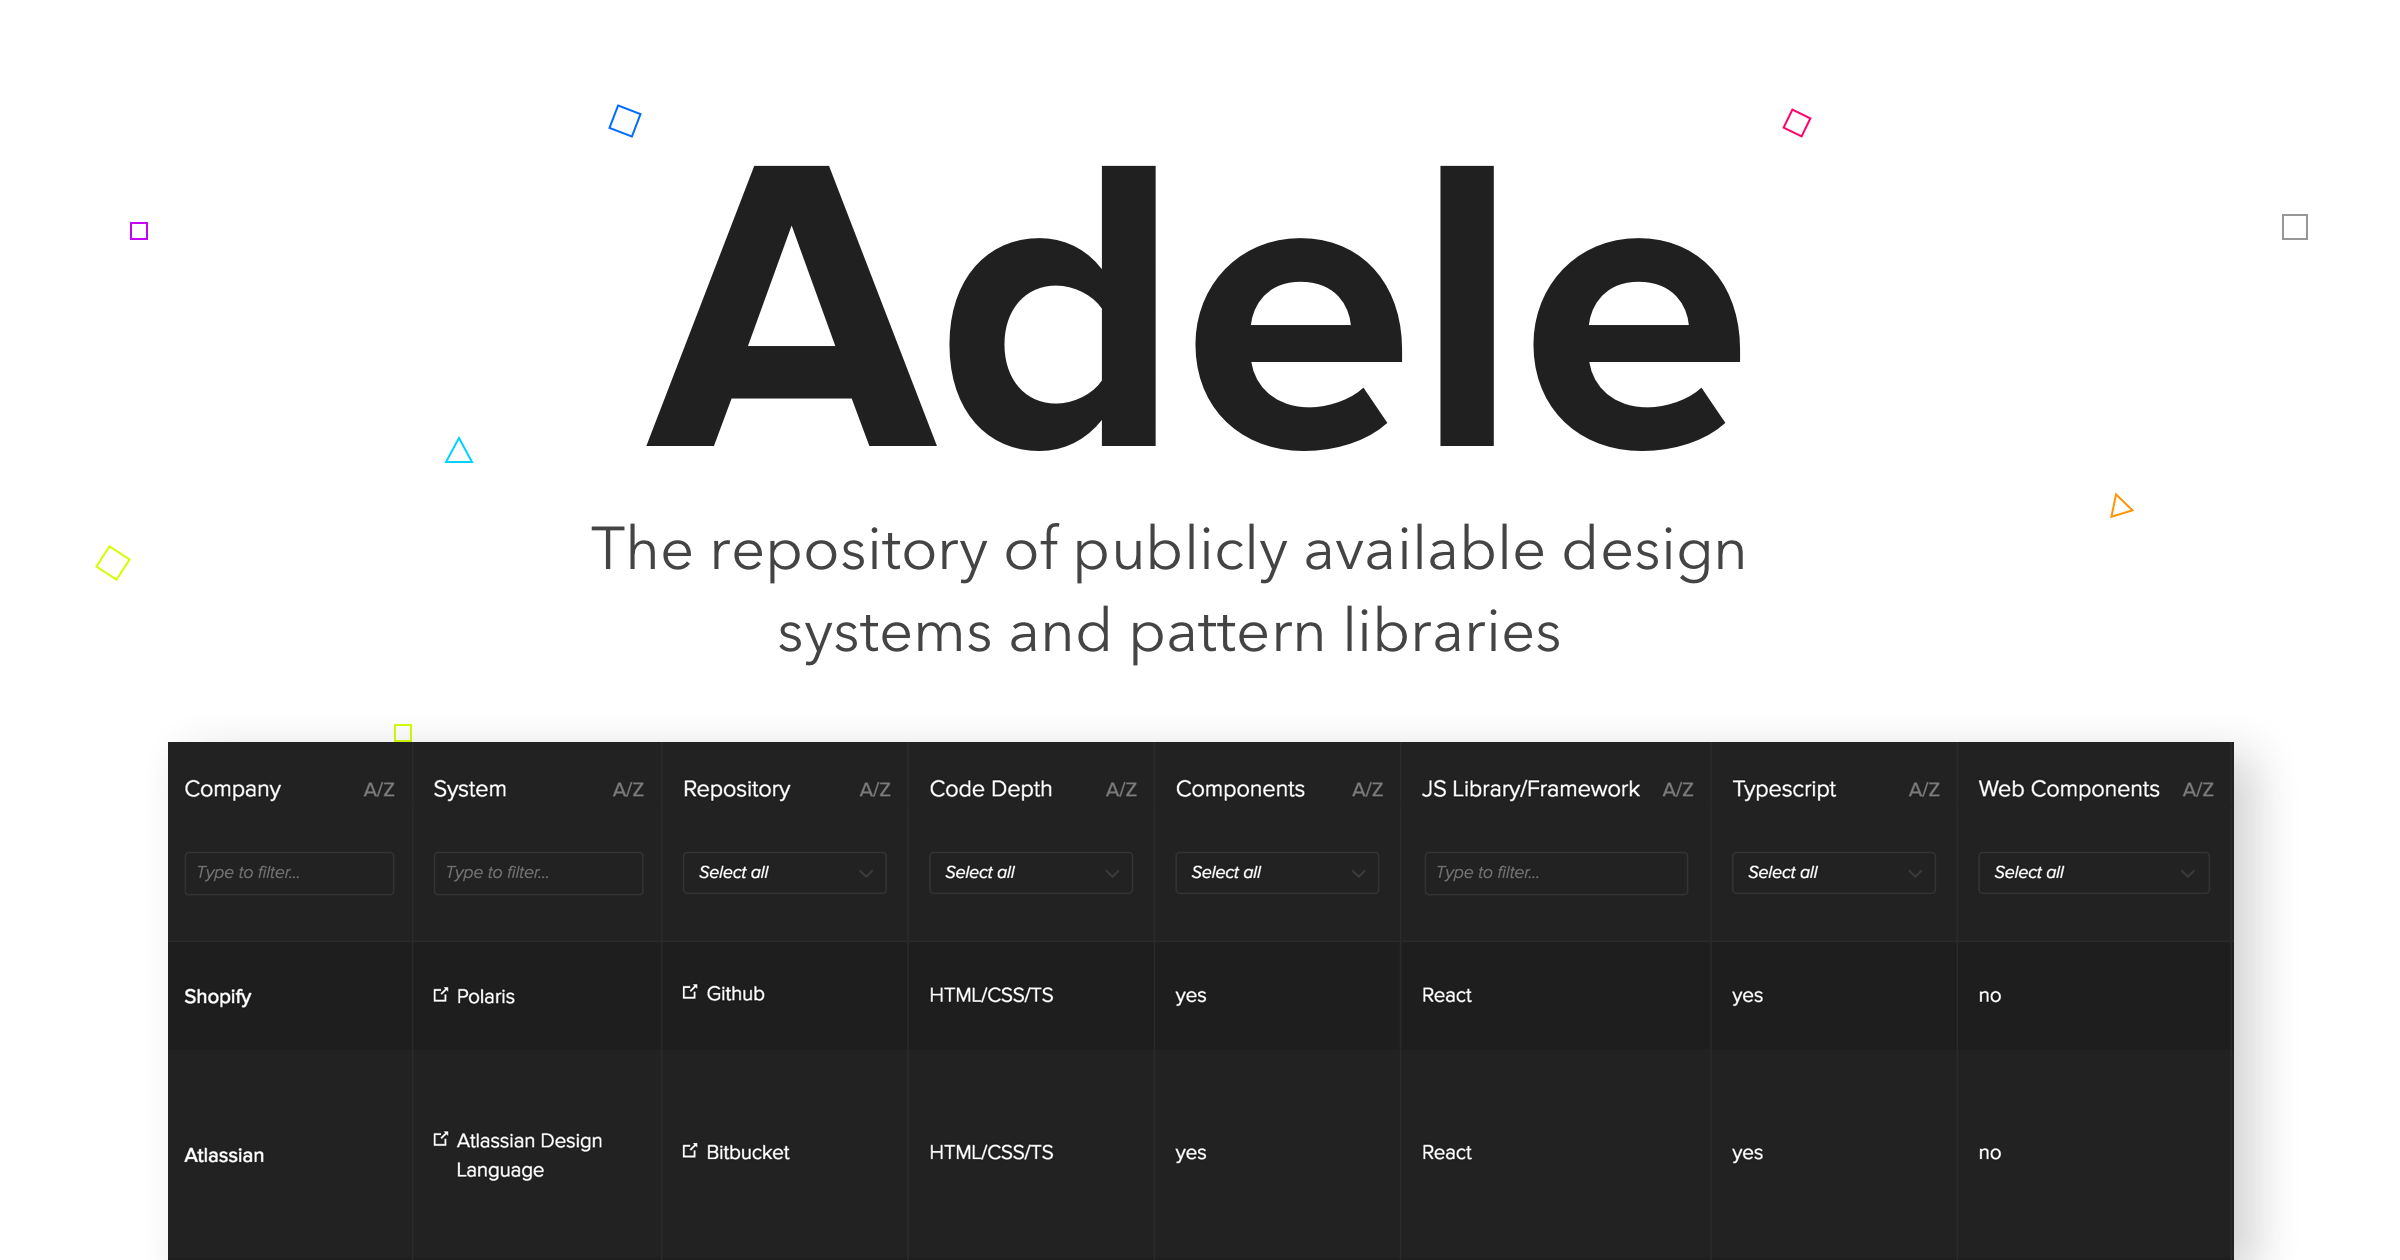 Adele
The repository of publicly available design
systems and pattern libraries
Company A/Z System A/Z Repository A/Z Code Depth A/Z Components A/Z JS Library/Framework A/Z Typescript A/Z Web Components A/Z
Type to filter... Type to filter... Select all Select all Select all Type to filter... Select all Select all
Shopify Polaris Github HTML/CSS/TS yes React yes no
Atlassian Atlassian Design Bitbucket HTML/CSS/TS yes React yes no
Language